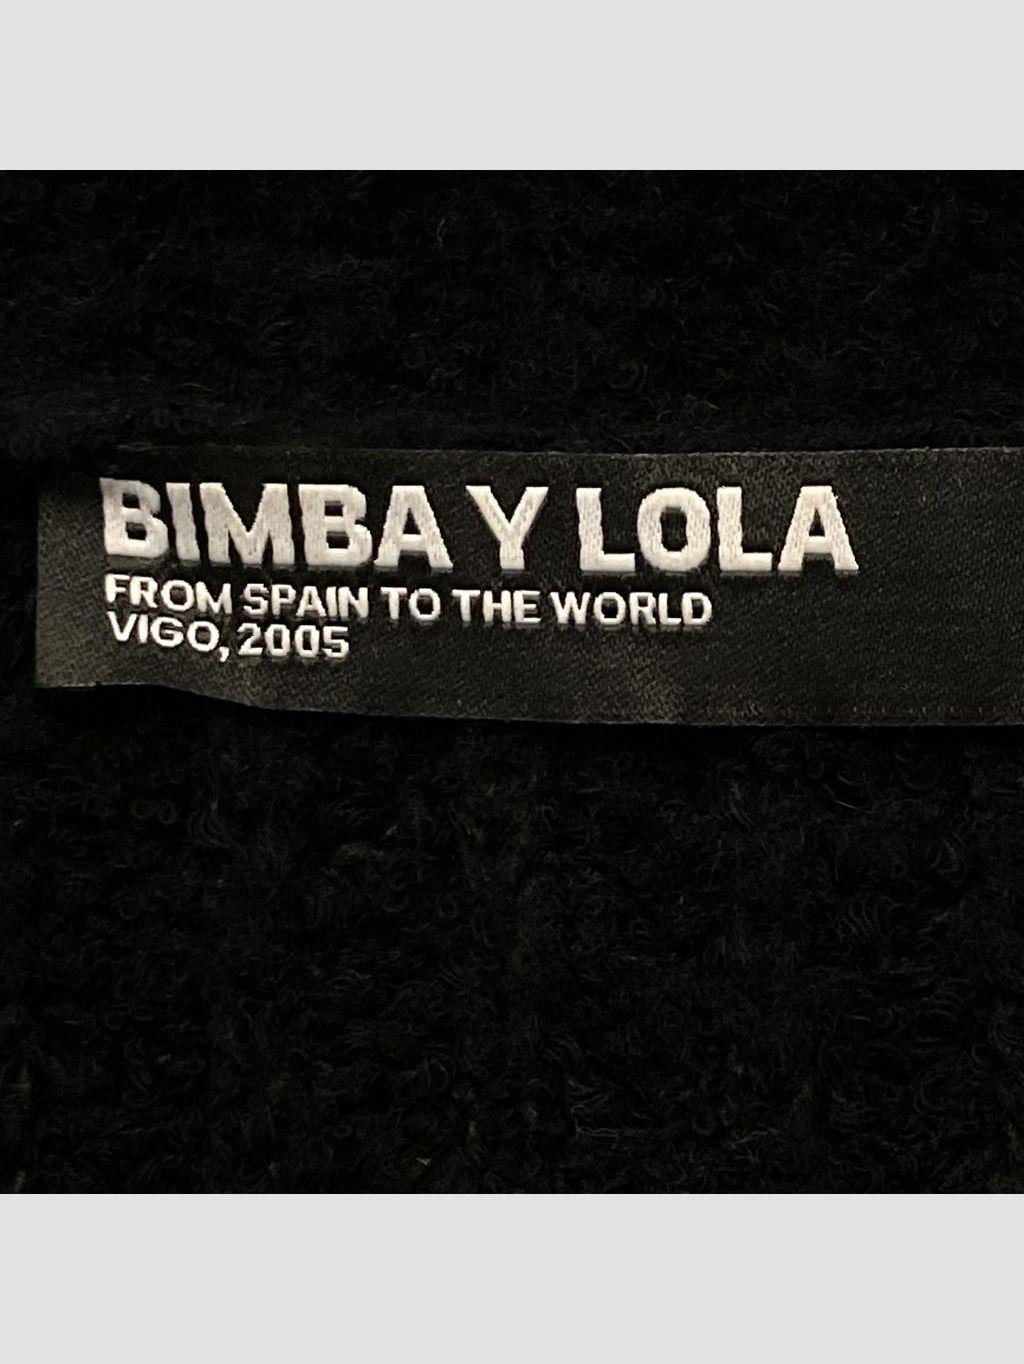 BIMBA Y LOLA
FROM SPAIN TO THE WORLD
VIGO, 2005